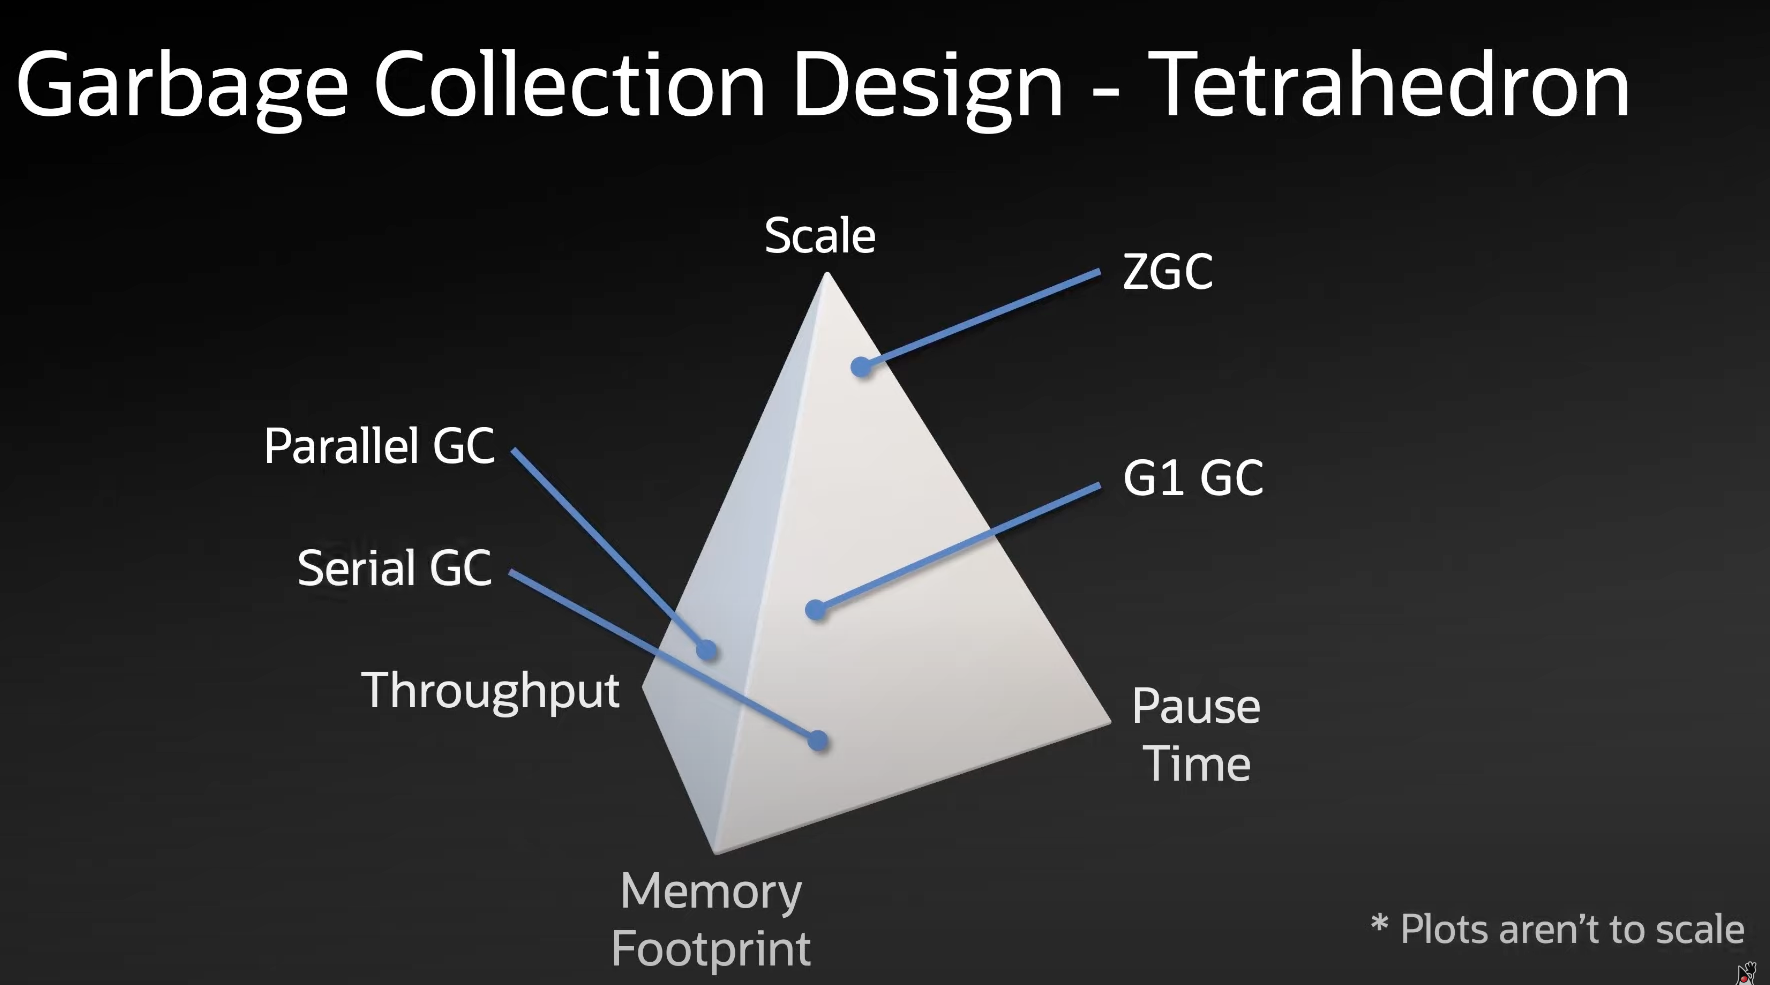 Garbage Collection Design - Tetrahedron
Scale
ZGC
Parallel GC
G1 GC
Serial GC
Throughput
Pause
Time
Memory
Footprint
* Plots aren’t to scale